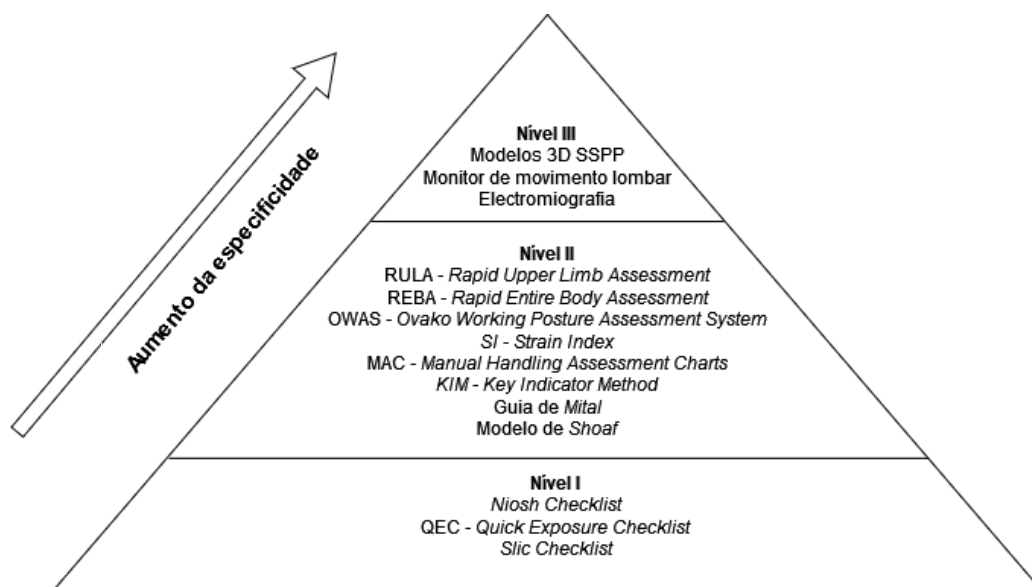 Aumento da especificidade
Nível III
Modelos 3D SSPP
Monitor de movimento lombar
Electromiografia
Nível II
RULA - Rapid Upper Limb Assessment
REBA - Rapid Entire Body Assessment
OWAS - Ovako Working Posture Assessment System
SI - Strain Index
MAC - Manual Handling Assessment Charts
KIM - Key Indicator Method
Guia de Mital
Modelo de Shoaf
Nível I
Niosh Checklist
QEC - Quick Exposure Checklist
Slic Checklist